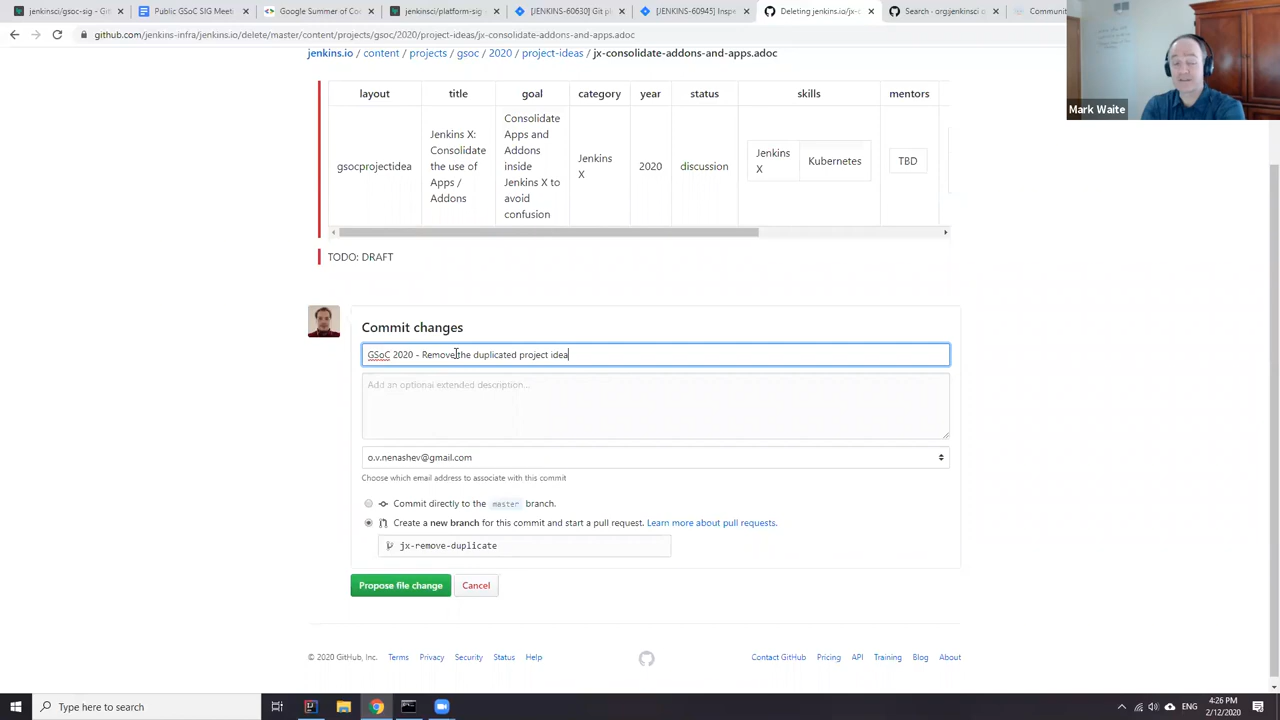 jenkinsci/gsoc-sig - Gitter
Public GSoC SIG Meeti
Google Summer of Co
jenkinsci/platform-sig
[JENKINS-60630] Git pl
[JENKINS-60945] Inspe
Deleting jenkins.io/jx-c
Search · org:jenkinsci o
Commu
github.com/jenkins-infra/jenkins.io/delete/master/content/projects/gsoc/2020/project-ideas/jx-consolidate-addons-and-apps.adoc
jenkins.io / content / projects / gsoc / 2020 / project-ideas / jx-consolidate-addons-and-apps.adoc
Mark Waite
layout title goal category year status skills mentors
gsocprojectidea
Jenkins X:
Consolidate
the use of
Apps /
Addons
Consolidate
Apps and
Addons
inside
Jenkins X to
avoid
confusion
Jenkins
X
2020
discussion
Jenkins
X
Kubernetes
TBD
TODO: DRAFT
Commit changes
GSoC 2020 - Remove the duplicated project idea
Add an optional extended description...
o.v.nenashev@gmail.com
Choose which email address to associate with this commit
Commit directly to the master branch.
Create a new branch for this commit and start a pull request. Learn more about pull requests.
jx-remove-duplicate
Propose file change
Cancel
© 2020 GitHub, Inc. Terms Privacy Security Status Help
Contact GitHub Pricing API Training Blog About
Type here to search
ENG
4:26 PM
2/12/2020